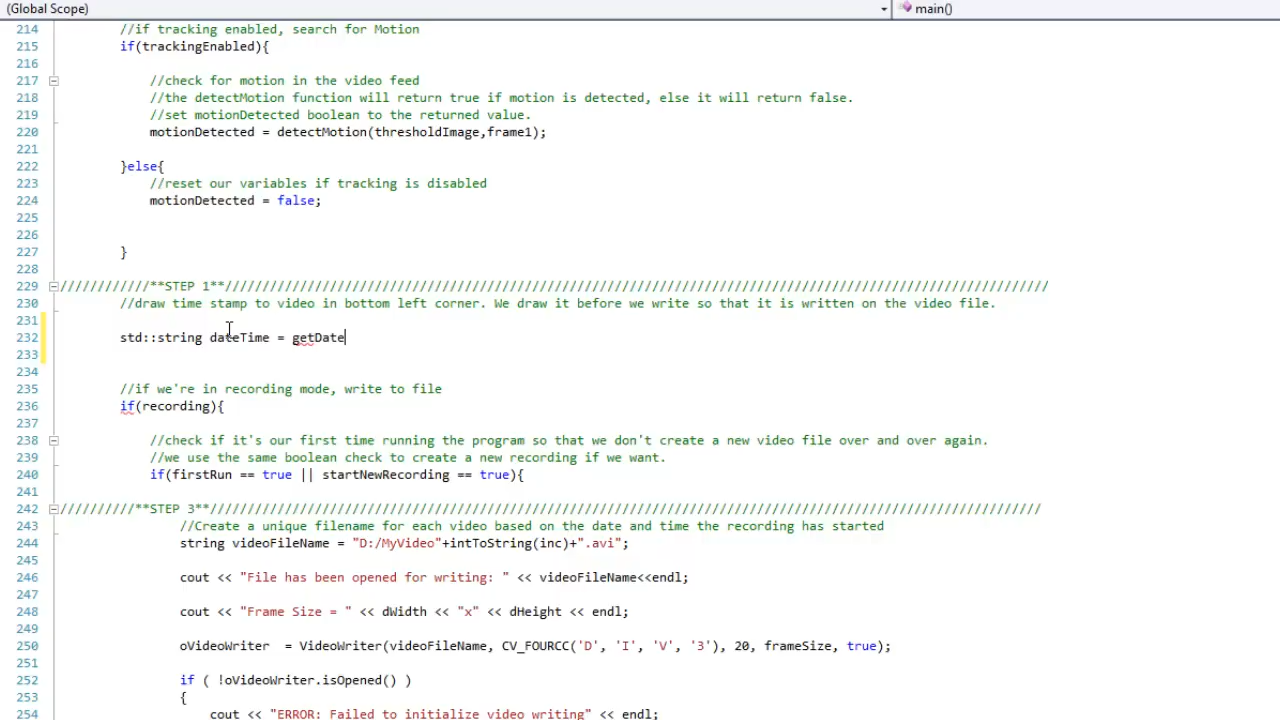 (Global Scope) main()
214 //if tracking enabled, search for Motion
215 if(trackingEnabled){
216
217 //check for motion in the video feed
218 //the detectMotion function will return true if motion is detected, else it will return false.
219 //set motionDetected boolean to the returned value.
220 motionDetected = detectMotion(thresholdImage,frame1);
221
222 }else{
223 //reset our variables if tracking is disabled
224 motionDetected = false;
225
226
227 }
228
229 ////////////**STEP 1**//////////////////////////////////////////////////////////////////////////////////////////////////////////////
230 //draw time stamp to video in bottom left corner. We draw it before we write so that it is written on the video file.
231
232 std::string dateTime = getDate
233
234
235 //if we're in recording mode, write to file
236 if(recording){
237
238 //check if it's our first time running the program so that we don't create a new video file over and over again.
239 //we use the same boolean check to create a new recording if we want.
240 if(firstRun == true || startNewRecording == true){
241
242 //////////**STEP 3**///////////////////////////////////////////////////////////////////////////////////////////////////////////////
243 //Create a unique filename for each video based on the date and time the recording has started
244 string videoFileName = "D:/MyVideo"+intToString(inc)+".avi";
245
246 cout << "File has been opened for writing: " << videoFileName<<endl;
247
248 cout << "Frame Size = " << dWidth << "x" << dHeight << endl;
249
250 oVideoWriter  = VideoWriter(videoFileName, CV_FOURCC('D', 'I', 'V', '3'), 20, frameSize, true);
251
252 if ( !oVideoWriter.isOpened() )
253 {
254 cout << "ERROR: Failed to initialize video writing" << endl;